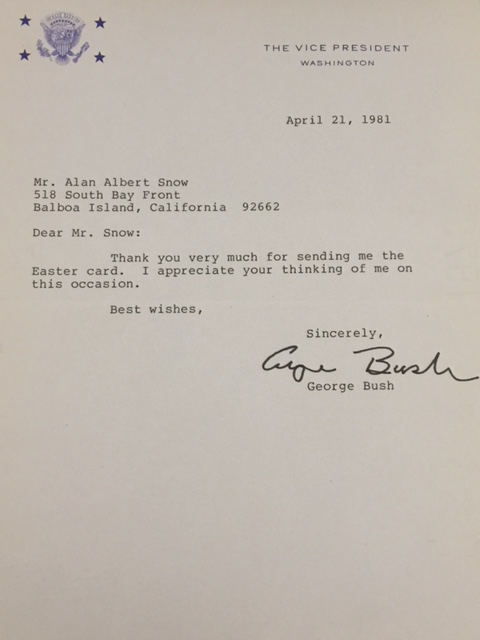 THE VICE PRESIDENT
WASHINGTON
April 21, 1981
Mr. Alan Albert Snow
518 South Bay Front
Balboa Island, California 92662
Dear Mr. Snow:
Thank you very much for sending me the
Easter card. I appreciate your thinking of me on
this occasion.
Best wishes,
Sincerely,
George Bush
George Bush